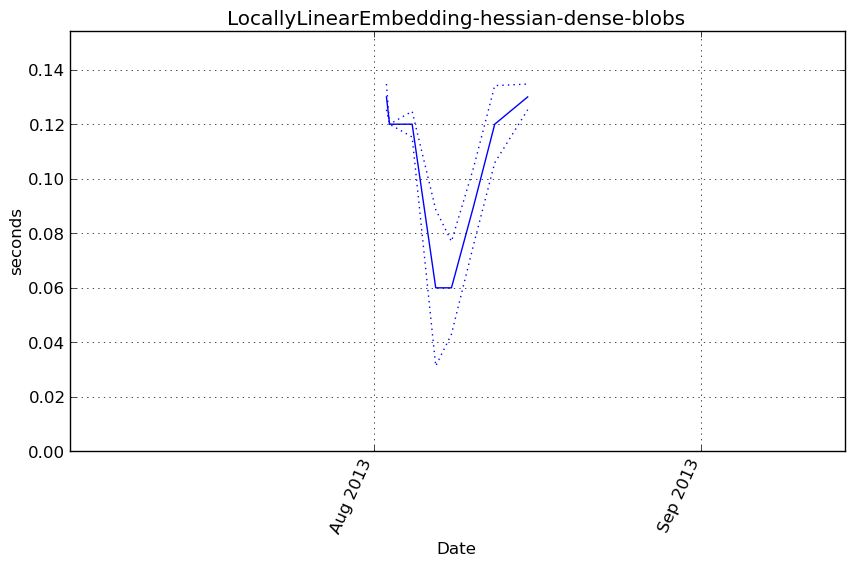 LocallyLinearEmbedding-hessian-dense-blobs
0.14
0.12
0.10
0.08
0.06
0.04
0.02
0.00
seconds
Aug 2013
Sep 2013
Date